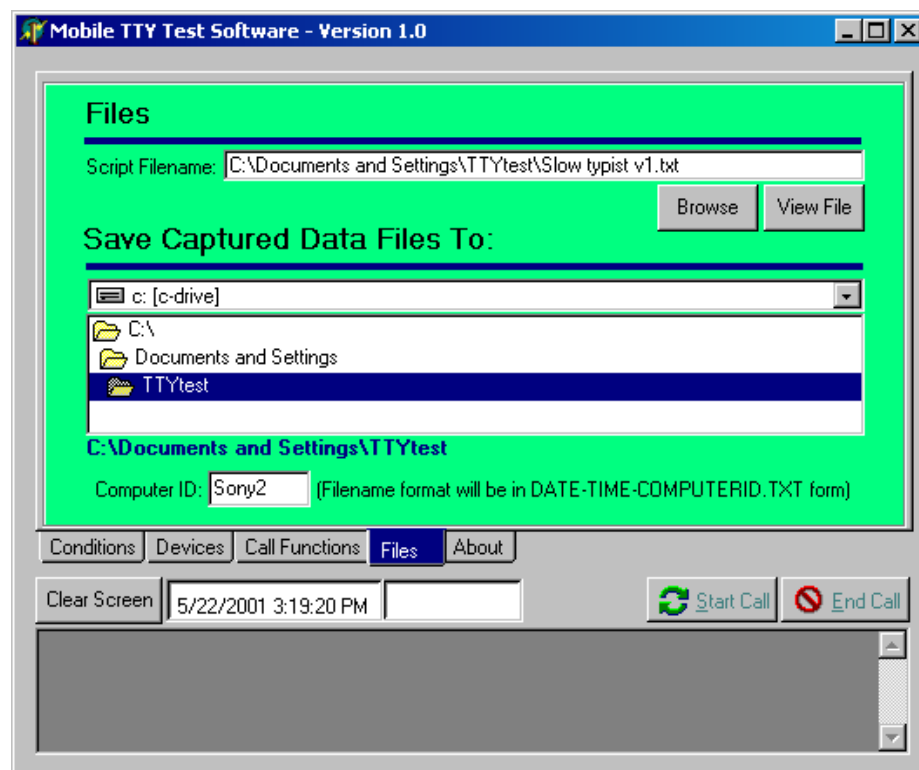 Mobile TTY Test Software - Version 1.0
Files
Script Filename: C:\Documents and Settings\TTYtest\Slow typist v1.txt
Browse View File
Save Captured Data Files To:
c: [c-drive]
C:\
Documents and Settings
TTYtest
C:\Documents and Settings\TTYtest
Computer ID: Sony2 (Filename format will be in DATE-TIME-COMPUTERID.TXT form)
Conditions Devices Call Functions Files About
Clear Screen 5/22/2001 3:19:20 PM Start Call End Call